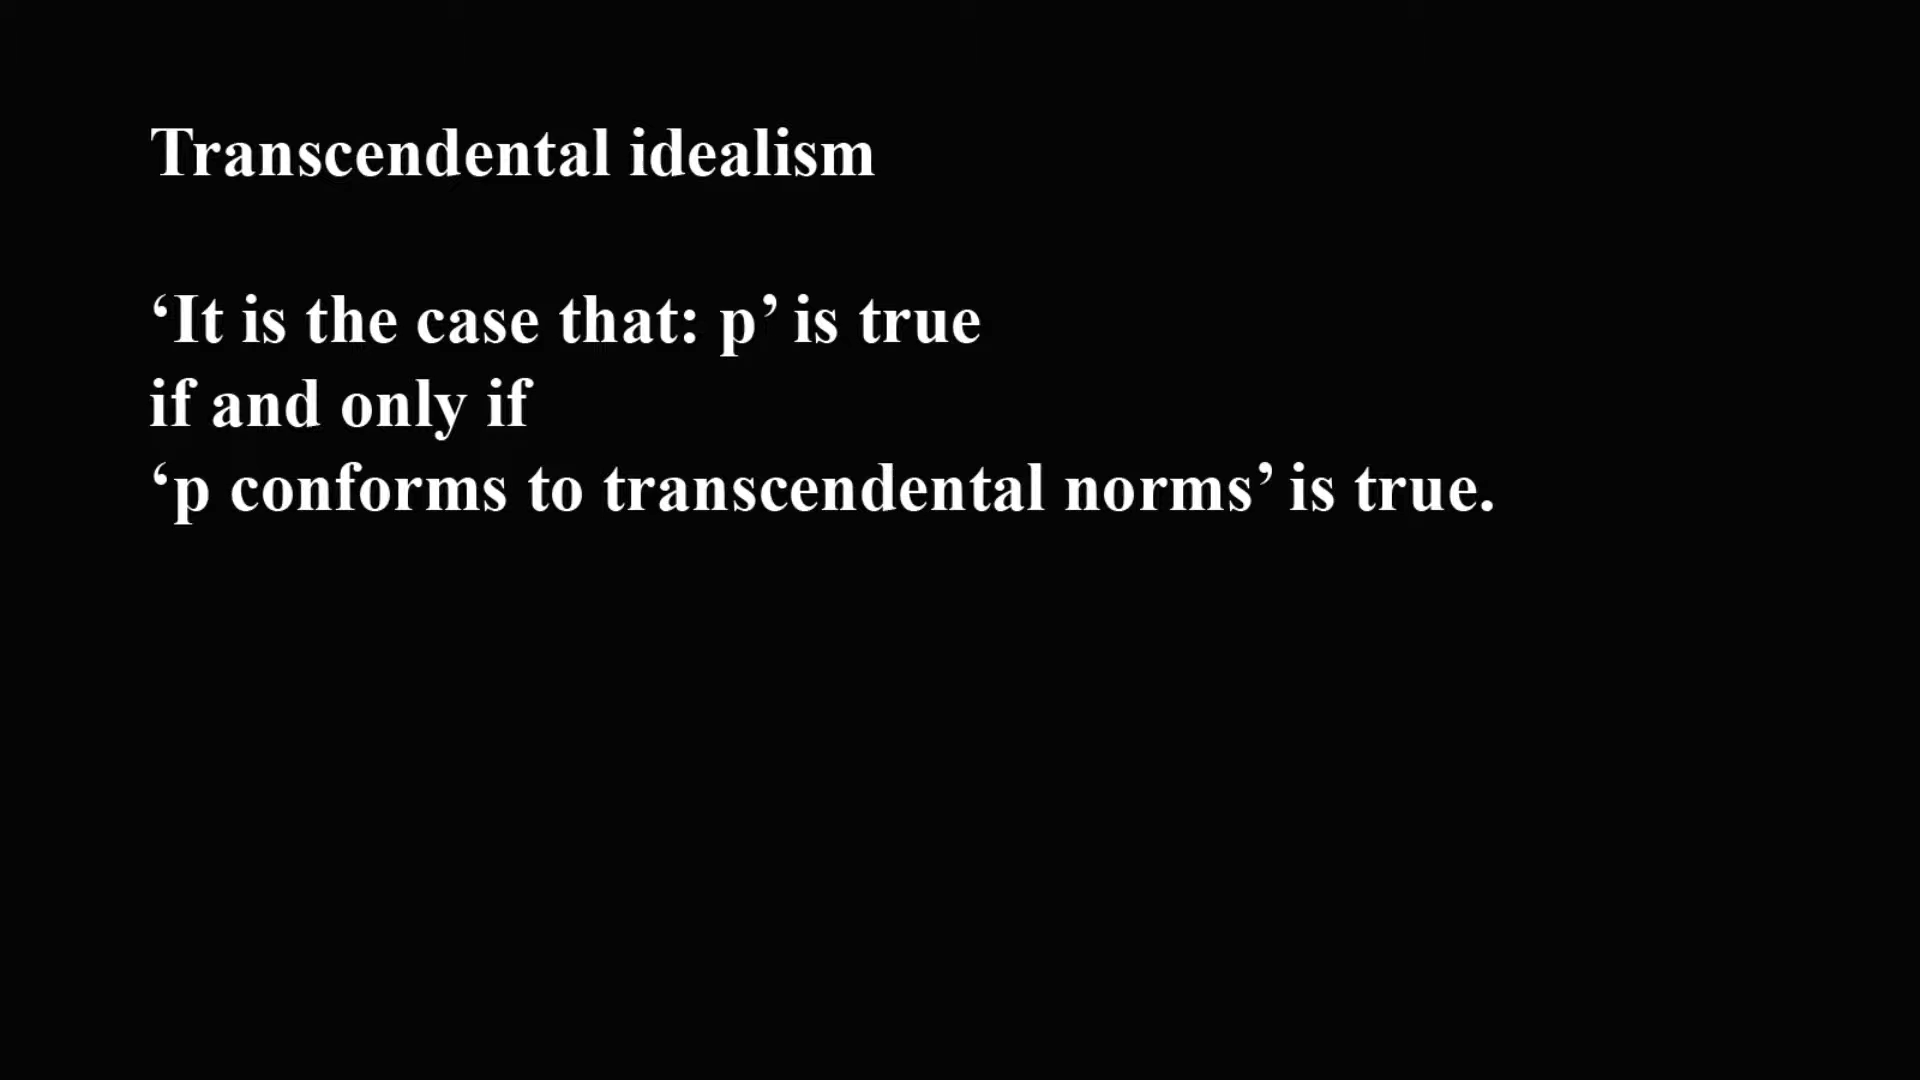 Transcendental idealism
‘It is the case that: p’ is true
if and only if
‘p conforms to transcendental norms’ is true.